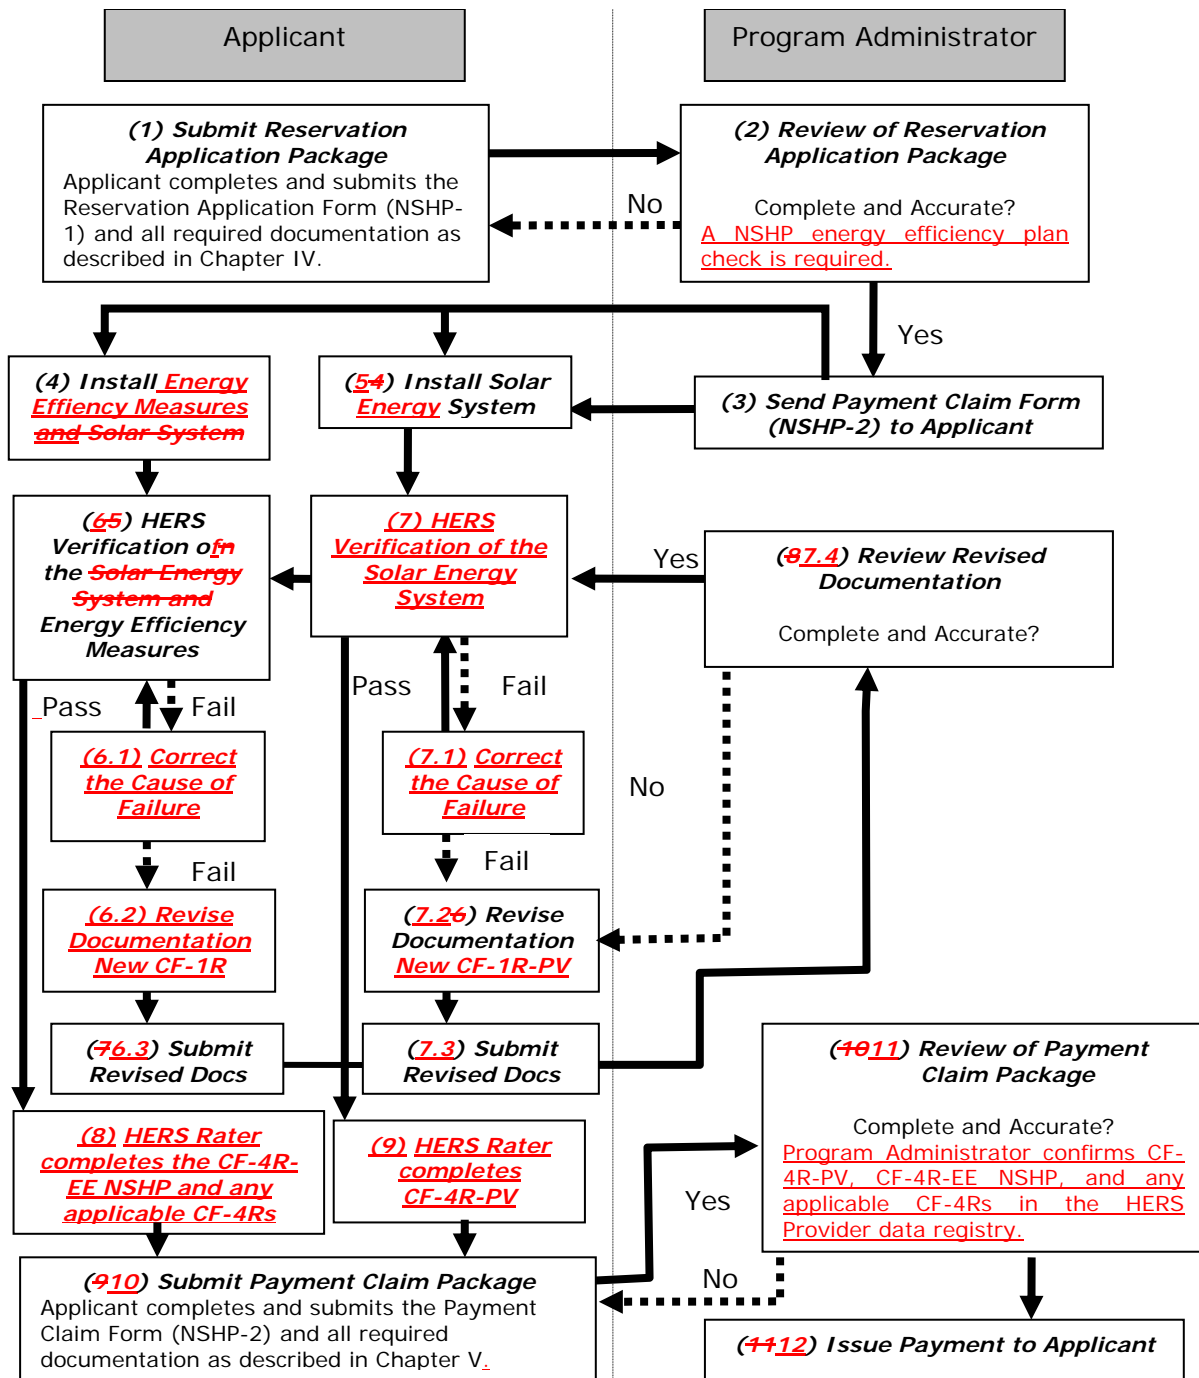 Applicant
Program Administrator
(1) Submit Reservation
Application Package
Applicant completes and submits the
Reservation Application Form (NSHP-
1) and all required documentation as
described in Chapter IV.
(2) Review of Reservation
Application Package
Complete and Accurate?
A NSHP energy efficiency plan
check is required.
No
Yes
(4) Install Energy
Effiency Measures
and Solar System
(54) Install Solar
Energy System
(3) Send Payment Claim Form
(NSHP-2) to Applicant
(65) HERS
Verification ofn
the Solar Energy
System and
Energy Efficiency
Measures
(7) HERS
Verification of the
Solar Energy
System
Yes
(87.4) Review Revised
Documentation
Complete and Accurate?
Pass
Fail
Pass
Fail
(6.1) Correct
the Cause of
Failure
(7.1) Correct
the Cause of
Failure
No
Fail
Fail
(6.2) Revise
Documentation
New CF-1R
(7.26) Revise
Documentation
New CF-1R-PV
(76.3) Submit
Revised Docs
(7.3) Submit
Revised Docs
(1011) Review of Payment
Claim Package
Complete and Accurate?
Program Administrator confirms CF-
4R-PV, CF-4R-EE NSHP, and any
applicable CF-4Rs in the HERS
Provider data registry.
(8) HERS Rater
completes the CF-4R-
EE NSHP and any
applicable CF-4Rs
(9) HERS Rater
completes
CF-4R-PV
Yes
No
(910) Submit Payment Claim Package
Applicant completes and submits the Payment
Claim Form (NSHP-2) and all required
documentation as described in Chapter V.
(1112) Issue Payment to Applicant